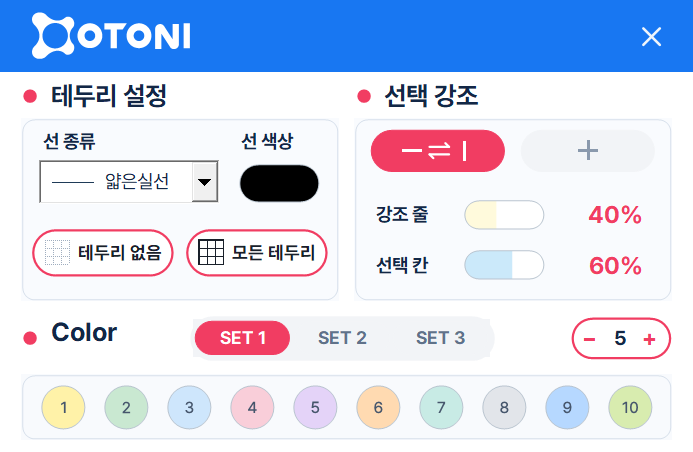 OTONI
테두리 설정
선택 강조
선 종류
선 색상
얇은실선
강조 줄
40%
테두리 없음
모든 테두리
선택 칸
60%
Color
SET 1
SET 2
SET 3
− 5 +
1 2 3 4 5 6 7 8 9 10